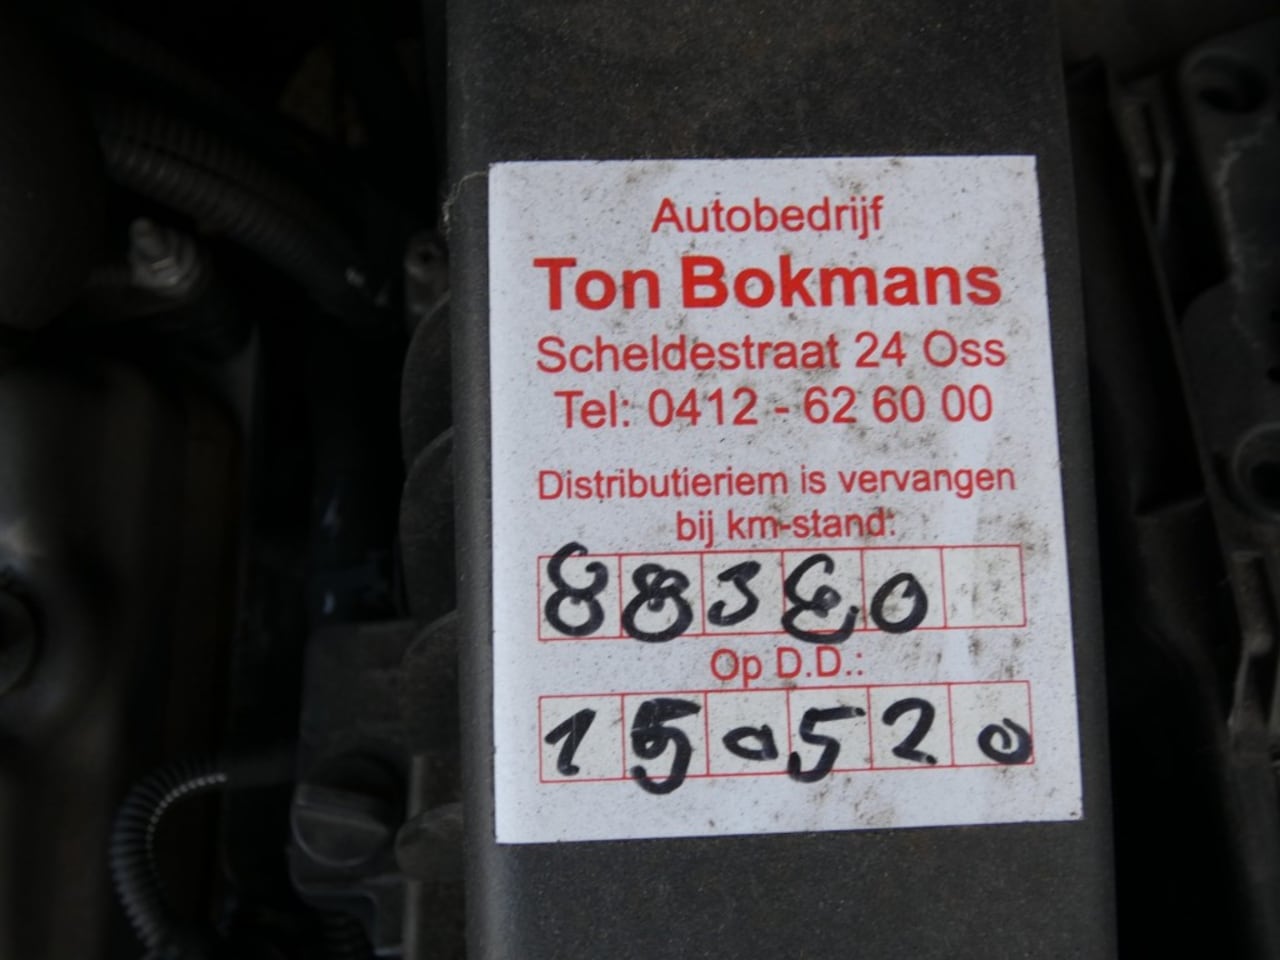 Autobedrijf
Ton Bokmans
Scheldestraat 24 Oss
Tel: 0412 - 62 60 00
Distributieriem is vervangen
bij km-stand:
Op D.D.:
150520